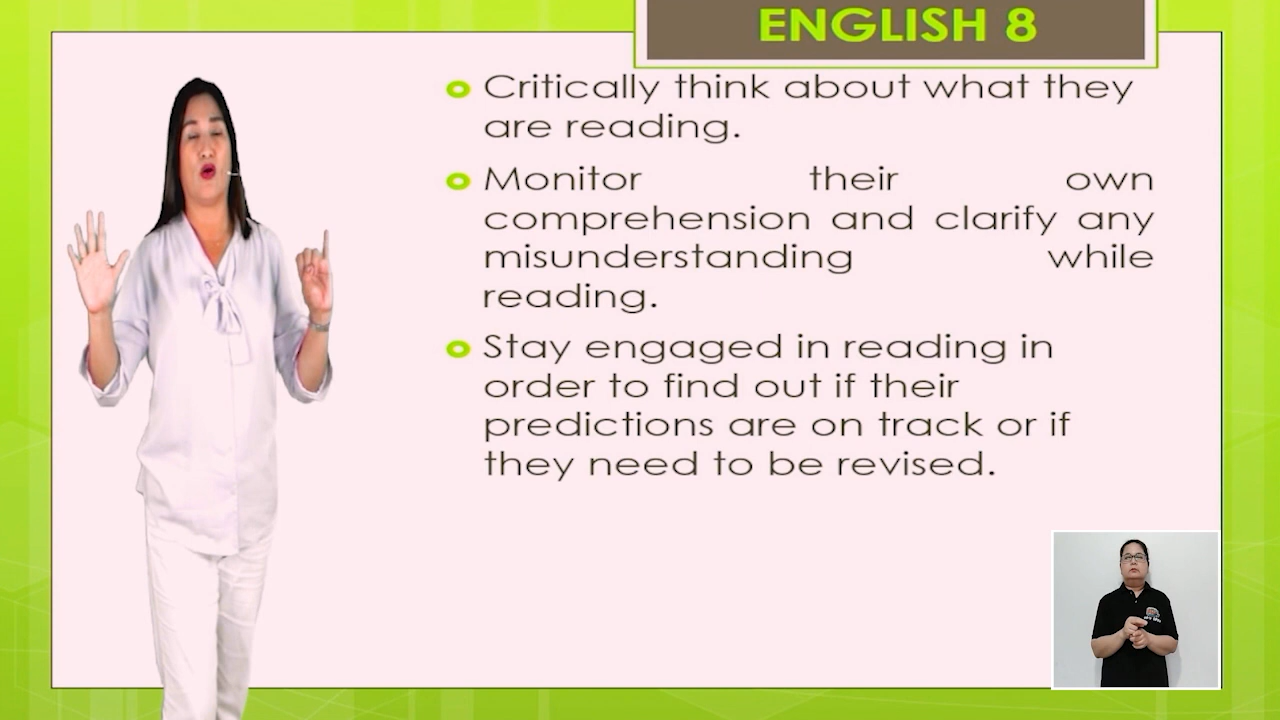 ENGLISH 8
Critically think about what they
are reading.
Monitor their own
comprehension and clarify any
misunderstanding while
reading.
Stay engaged in reading in
order to find out if their
predictions are on track or if
they need to be revised.